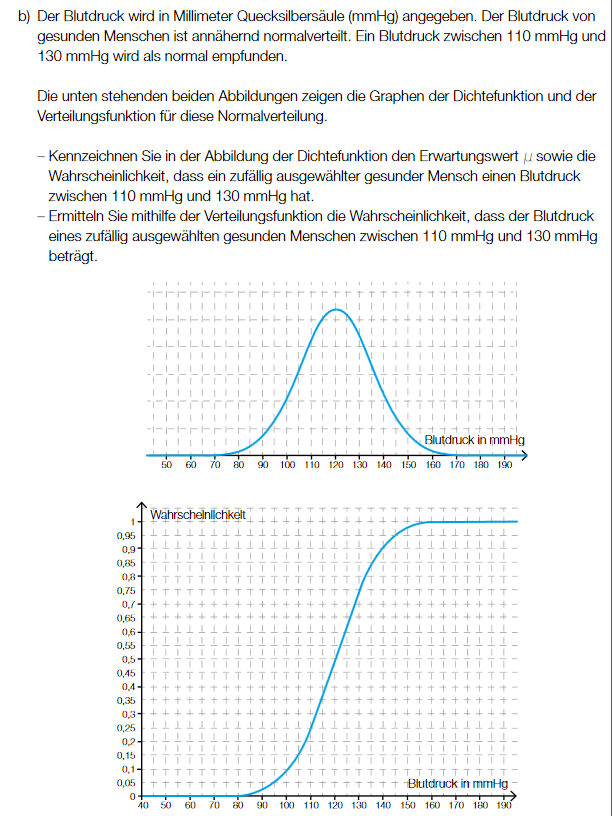 b) Der Blutdruck wird in Millimeter Quecksilbersäule (mmHg) angegeben. Der Blutdruck von
gesunden Menschen ist annähernd normalverteilt. Ein Blutdruck zwischen 110 mmHg und
130 mmHg wird als normal empfunden.
Die unten stehenden beiden Abbildungen zeigen die Graphen der Dichtefunktion und der
Verteilungsfunktion für diese Normalverteilung.
– Kennzeichnen Sie in der Abbildung der Dichtefunktion den Erwartungswert μ sowie die
Wahrscheinlichkeit, dass ein zufällig ausgewählter gesunder Mensch einen Blutdruck
zwischen 110 mmHg und 130 mmHg hat.
– Ermitteln Sie mithilfe der Verteilungsfunktion die Wahrscheinlichkeit, dass der Blutdruck
eines zufällig ausgewählten gesunden Menschen zwischen 110 mmHg und 130 mmHg
beträgt.
Blutdruck in mmHg
50 60 70 80 90 100 110 120 130 140 150 160 170 180 190
Wahrscheinlichkeit
1
0,95
0,9
0,85
0,8
0,75
0,7
0,65
0,6
0,55
0,5
0,45
0,4
0,35
0,3
0,25
0,2
0,15
0,1
0,05
0
Blutdruck in mmHg
40 50 60 70 80 90 100 110 120 130 140 150 160 170 180 190